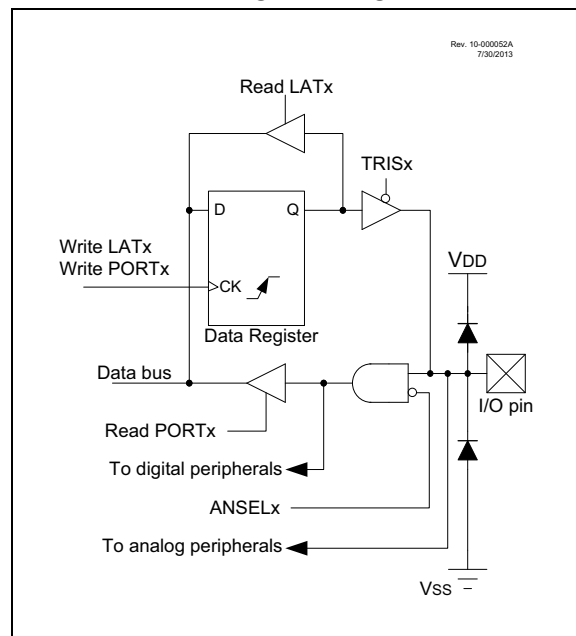 Rev. 10-000052A
7/30/2013
Read LATx
TRISx
D Q
Write LATx
Write PORTx
CK
VDD
Data Register
Data bus
I/O pin
Read PORTx
To digital peripherals
ANSELx
To analog peripherals
VSS